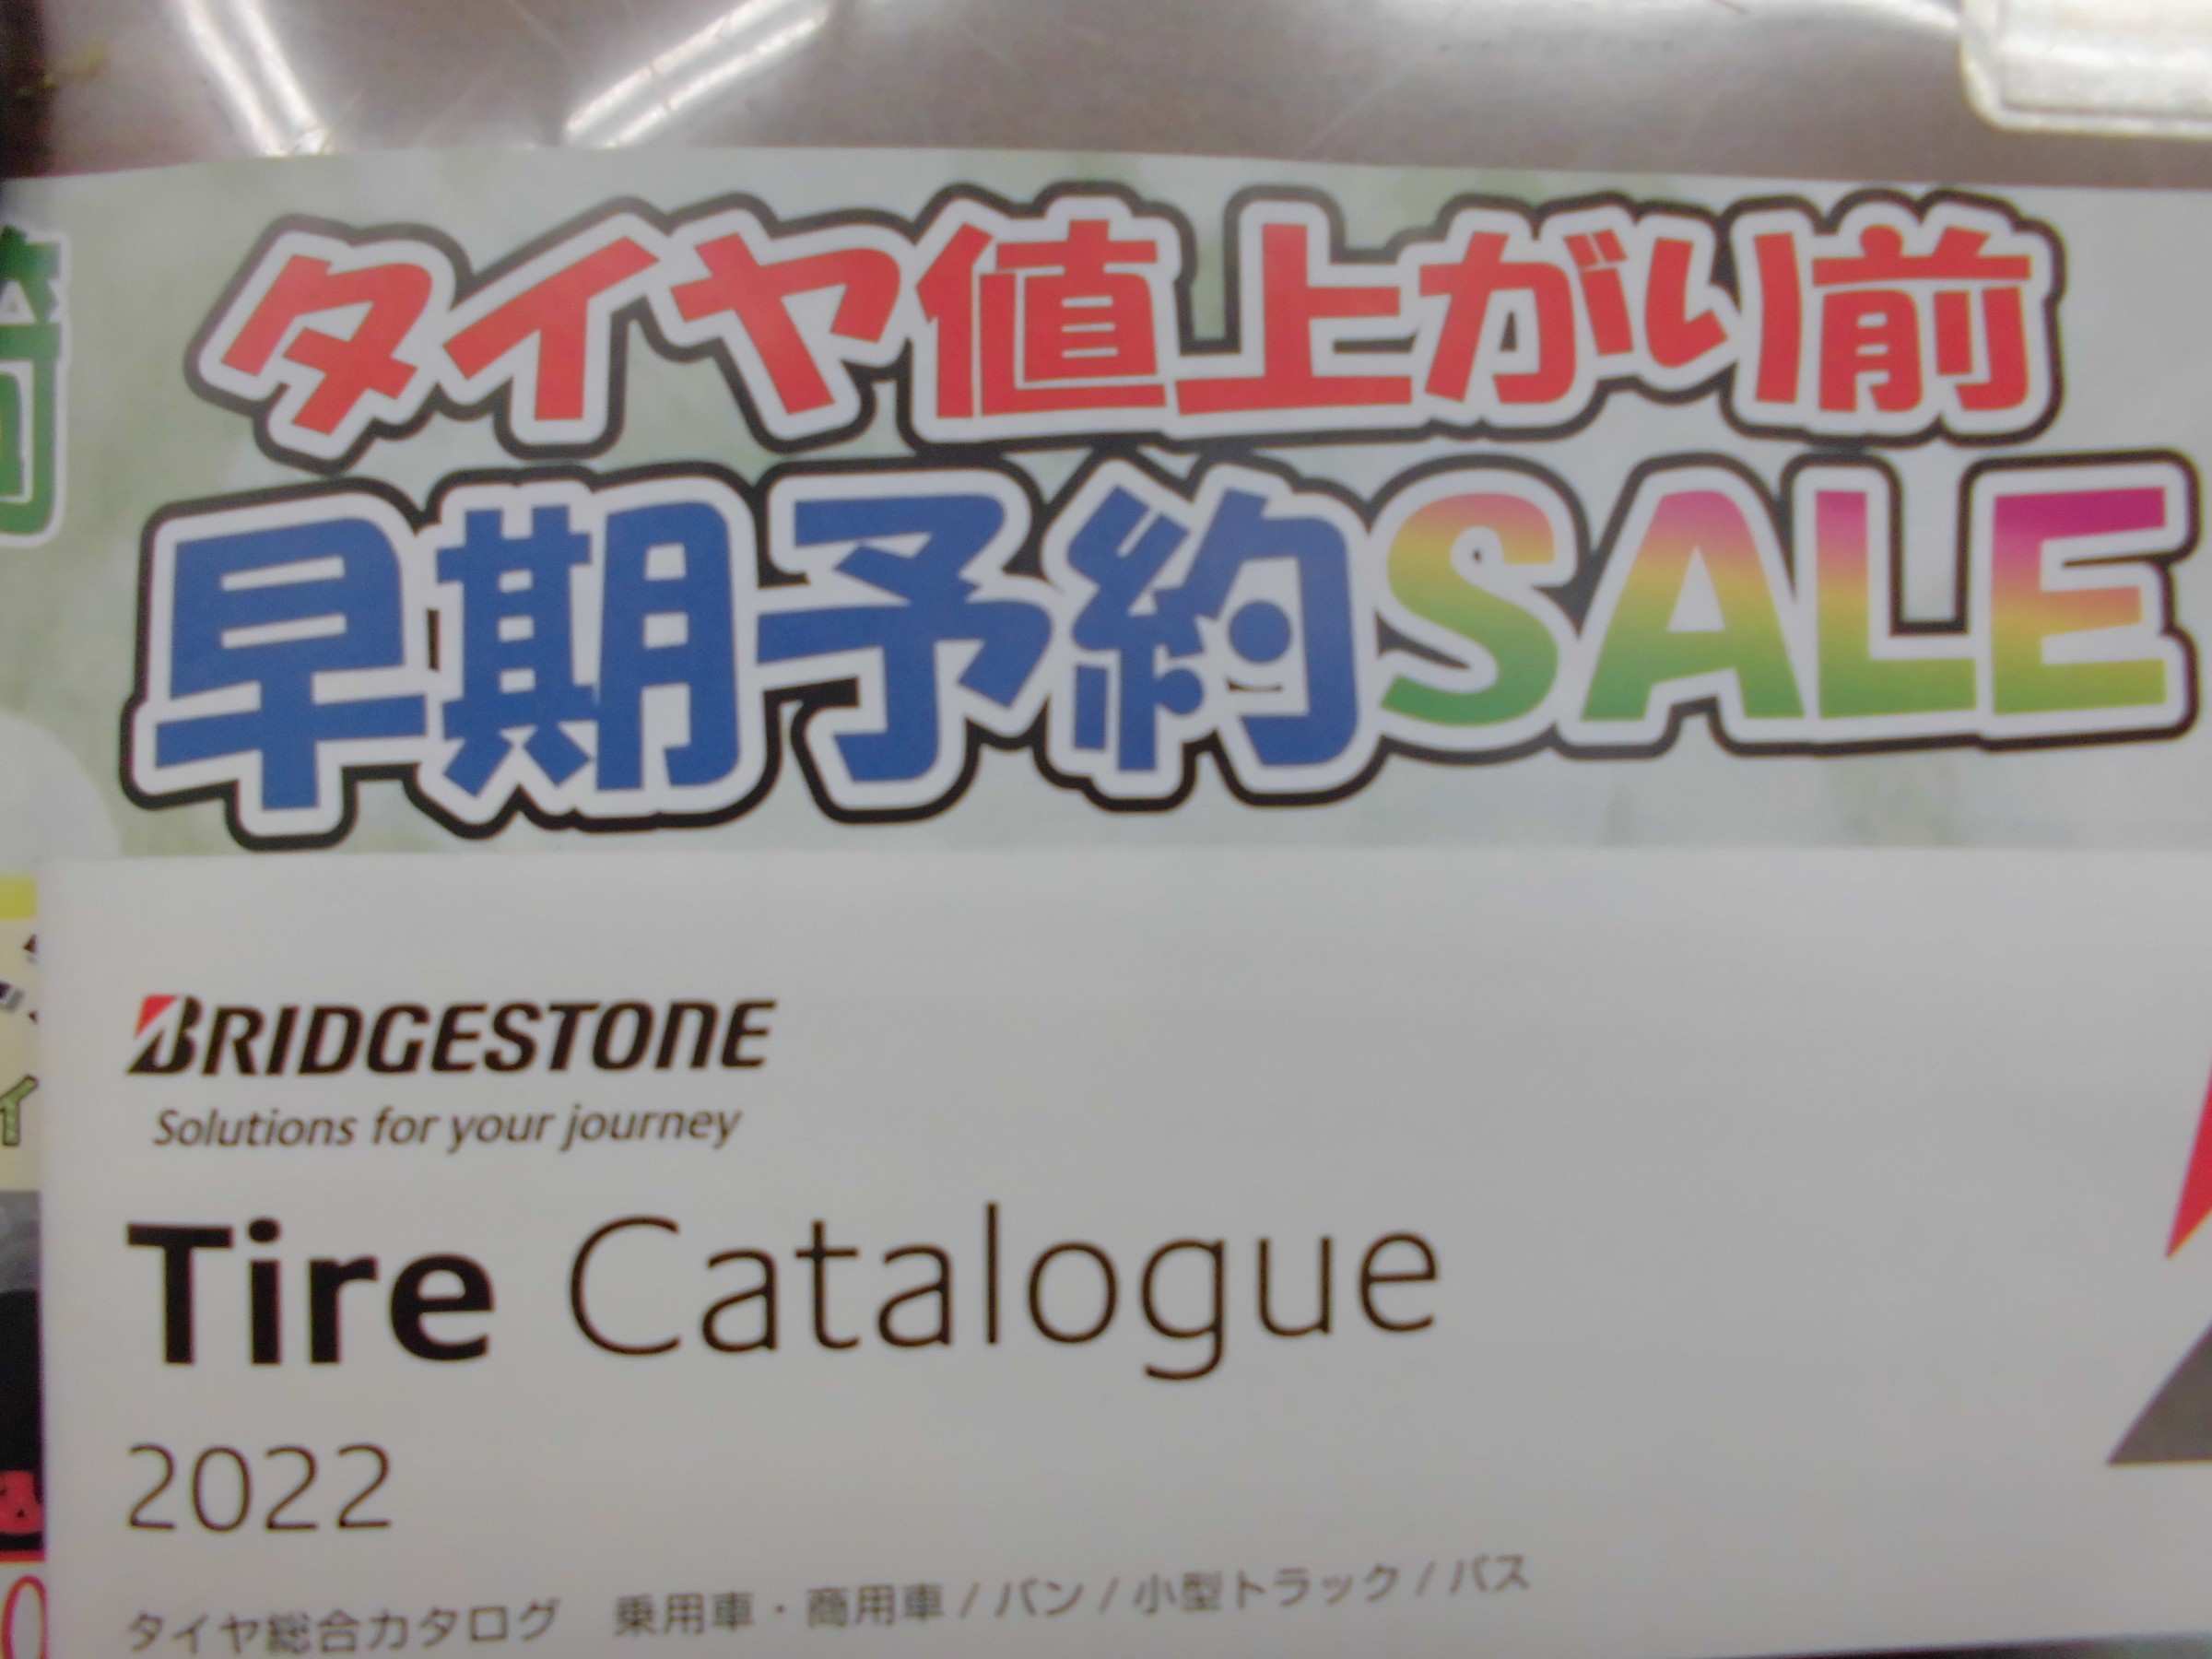 タイヤ値上がり前
早期予約SALE
BRIDGESTONE
Solutions for your journey
Tire Catalogue
2022
タイヤ総合カタログ 乗用車・商用車 / バン / 小型トラック / バス